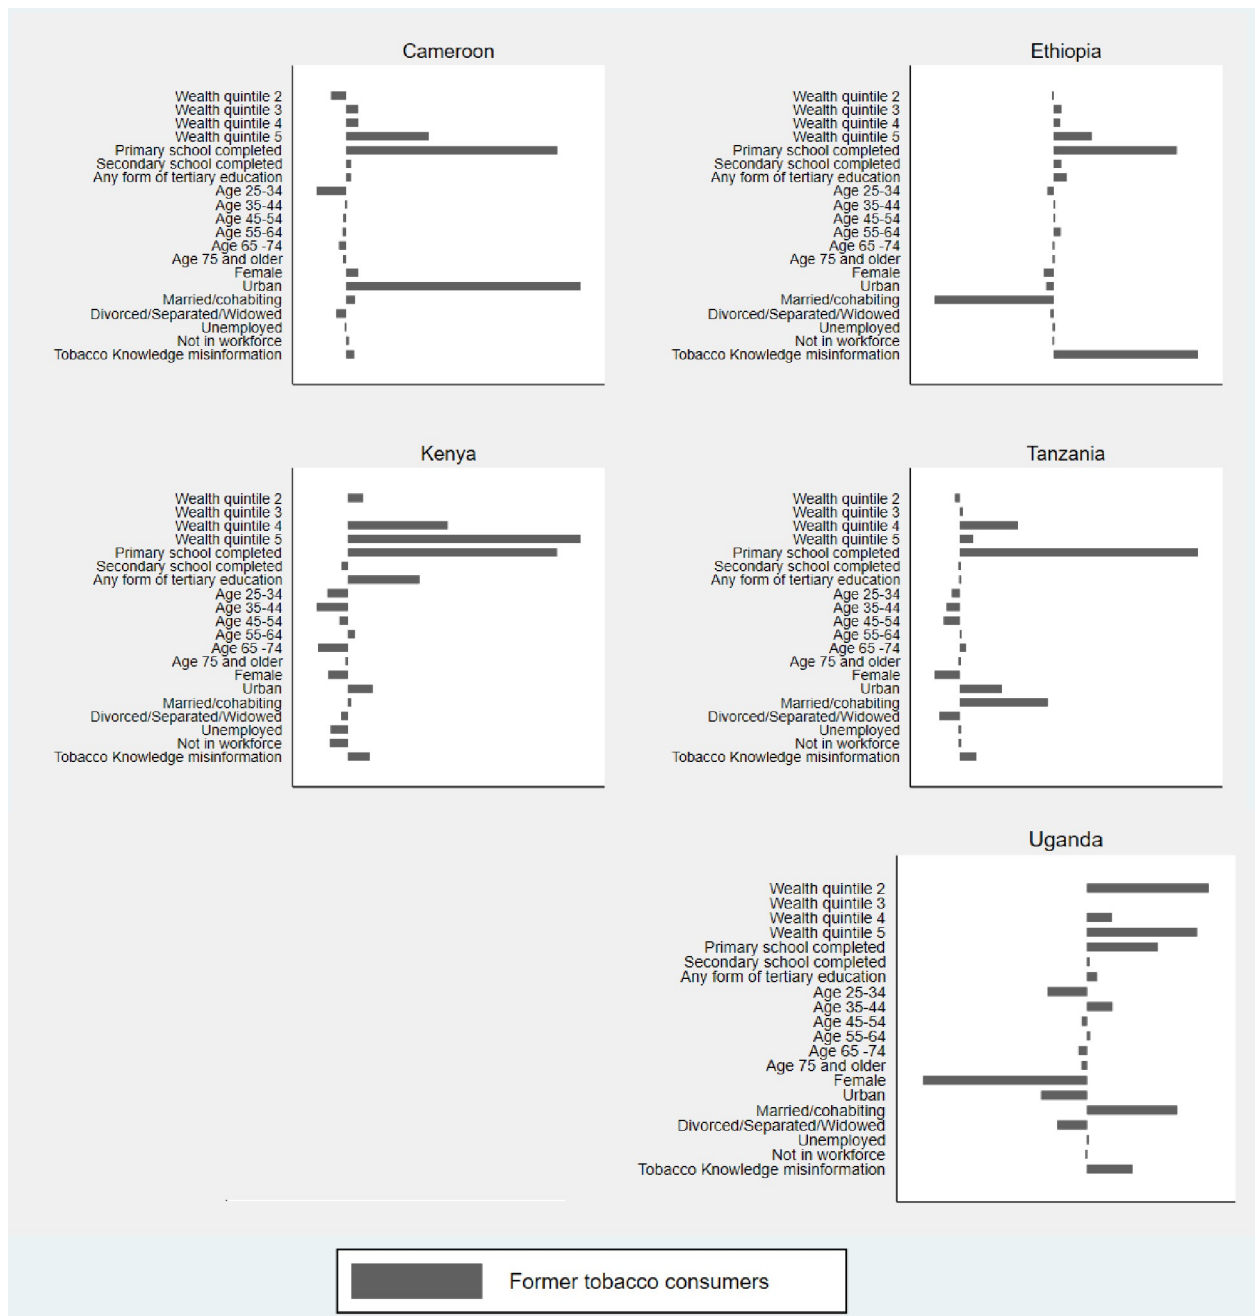 Cameroon
Wealth quintile 2
Wealth quintile 3
Wealth quintile 4
Wealth quintile 5
Primary school completed
Secondary school completed
Any form of tertiary education
Age 25-34
Age 35-44
Age 45-54
Age 55-64
Age 65 -74
Age 75 and older
Female
Urban
Married/cohabiting
Divorced/Separated/Widowed
Unemployed
Not in workforce
Tobacco Knowledge misinformation
Ethiopia
Wealth quintile 2
Wealth quintile 3
Wealth quintile 4
Wealth quintile 5
Primary school completed
Secondary school completed
Any form of tertiary education
Age 25-34
Age 35-44
Age 45-54
Age 55-64
Age 65 -74
Age 75 and older
Female
Urban
Married/cohabiting
Divorced/Separated/Widowed
Unemployed
Not in workforce
Tobacco Knowledge misinformation
Kenya
Wealth quintile 2
Wealth quintile 3
Wealth quintile 4
Wealth quintile 5
Primary school completed
Secondary school completed
Any form of tertiary education
Age 25-34
Age 35-44
Age 45-54
Age 55-64
Age 65 -74
Age 75 and older
Female
Urban
Married/cohabiting
Divorced/Separated/Widowed
Unemployed
Not in workforce
Tobacco Knowledge misinformation
Tanzania
Wealth quintile 2
Wealth quintile 3
Wealth quintile 4
Wealth quintile 5
Primary school completed
Secondary school completed
Any form of tertiary education
Age 25-34
Age 35-44
Age 45-54
Age 55-64
Age 65 -74
Age 75 and older
Female
Urban
Married/cohabiting
Divorced/Separated/Widowed
Unemployed
Not in workforce
Tobacco Knowledge misinformation
Uganda
Wealth quintile 2
Wealth quintile 3
Wealth quintile 4
Wealth quintile 5
Primary school completed
Secondary school completed
Any form of tertiary education
Age 25-34
Age 35-44
Age 45-54
Age 55-64
Age 65 -74
Age 75 and older
Female
Urban
Married/cohabiting
Divorced/Separated/Widowed
Unemployed
Not in workforce
Tobacco Knowledge misinformation
Former tobacco consumers